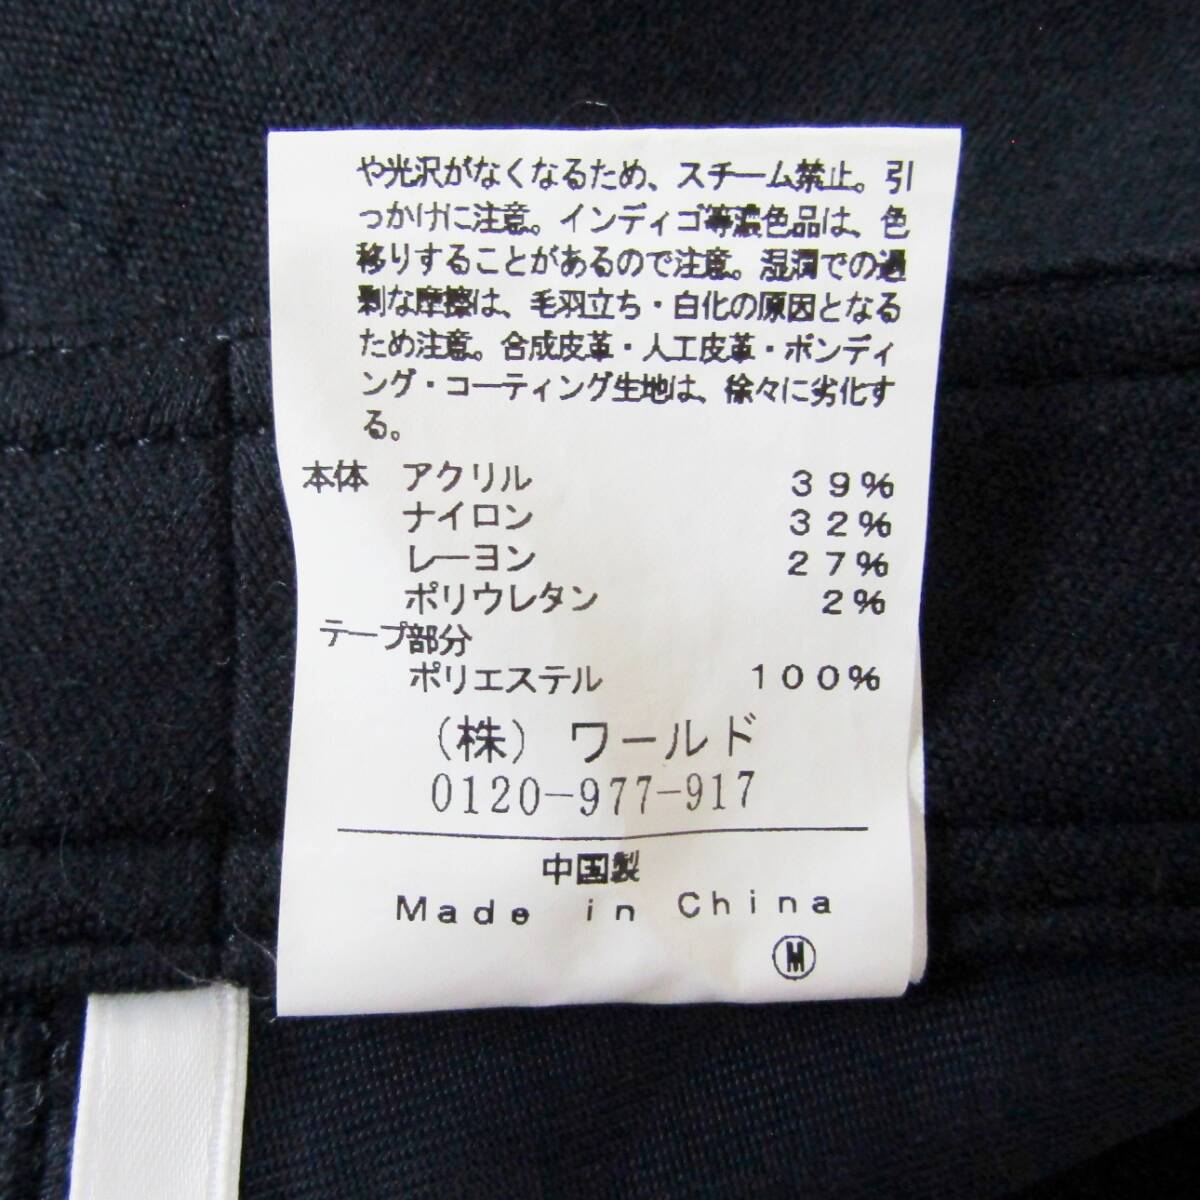 や光沢がなくなるため、スチーム禁止。引
っかけに注意。インディゴ等濃色品は、色
移りすることがあるので注意。湿潤での過
剰な摩擦は、毛羽立ち・白化の原因となる
ため注意。合成皮革・人工皮革・ボンディ
ング・コーティング生地は、徐々に劣化す
る。
本体 アクリル 39%
ナイロン 32%
レーヨン 27%
ポリウレタン 2%
テープ部分
ポリエステル 100%
(株) ワールド
0120-977-917
中国製
Made in China
M